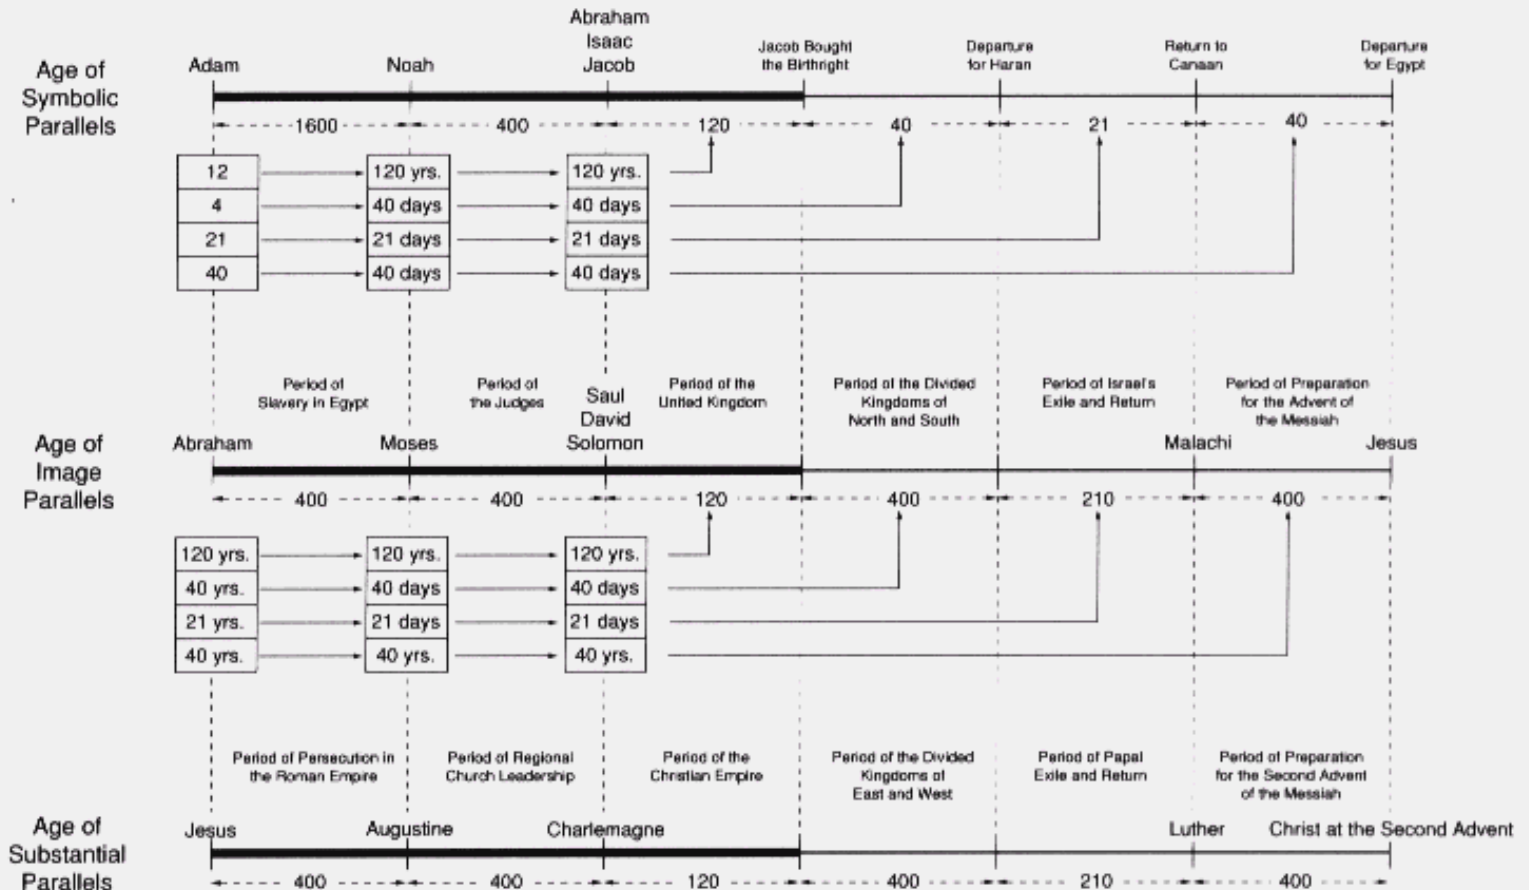 Age of
Symbolic
Parallels
Adam
Noah
Abraham
Isaac
Jacob
Jacob Bought
the Birthright
Departure
for Haran
Return to
Canaan
Departure
for Egypt
1600
400
120
40
21
40
12
120 yrs.
120 yrs.
4
40 days
40 days
21
21 days
21 days
40
40 days
40 days
Period of
Slavery in Egypt
Period of
the Judges
Period of the
United Kingdom
Period of the Divided
Kingdoms of
North and South
Period of Israel's
Exile and Return
Period of Preparation
for the Advent of
the Messiah
Age of
Image
Parallels
Abraham
Moses
Saul
David
Solomon
Malachi
Jesus
400
400
120
400
210
400
120 yrs.
120 yrs.
120 yrs.
40 yrs.
40 days
40 days
21 yrs.
21 days
21 days
40 yrs.
40 yrs.
40 yrs.
Period of Persecution in
the Roman Empire
Period of Regional
Church Leadership
Period of the
Christian Empire
Period of the Divided
Kingdoms of
East and West
Period of Papal
Exile and Return
Period of Preparation
for the Second Advent
of the Messiah
Age of
Substantial
Parallels
Jesus
Augustine
Charlemagne
Luther
Christ at the Second Advent
400
400
120
400
210
400